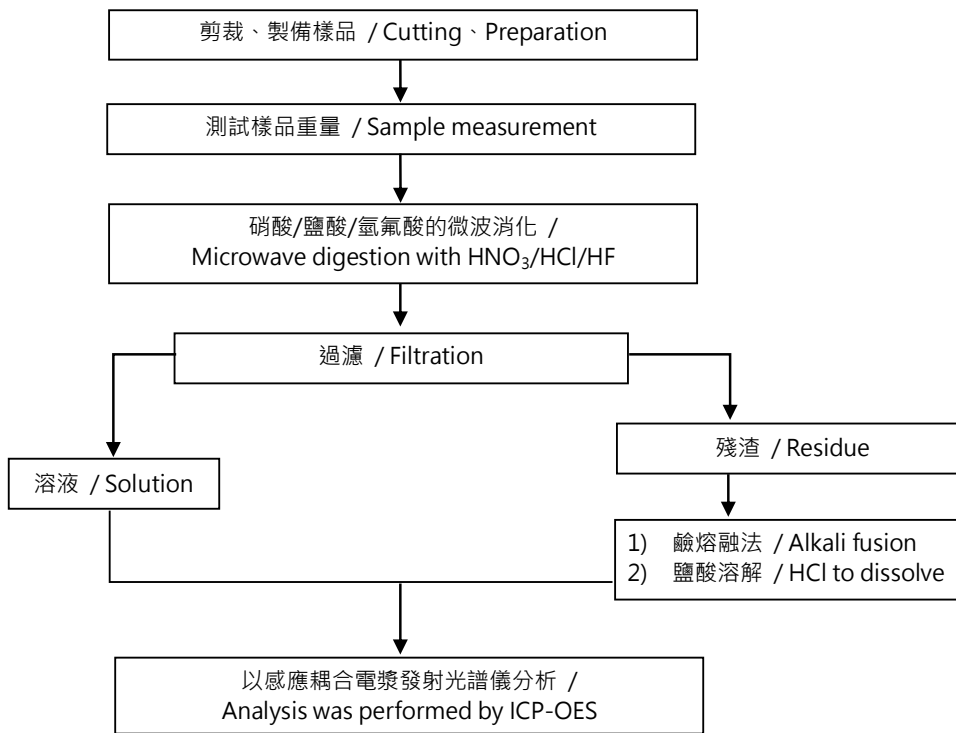 剪裁、製備樣品 / Cutting、Preparation
測試樣品重量 / Sample measurement
硝酸/鹽酸/氫氟酸的微波消化 /
Microwave digestion with HNO₃/HCl/HF
過濾 / Filtration
溶液 / Solution
殘渣 / Residue
1) 鹼熔融法 / Alkali fusion
2) 鹽酸溶解 / HCl to dissolve
以感應耦合電漿發射光譜儀分析 /
Analysis was performed by ICP-OES